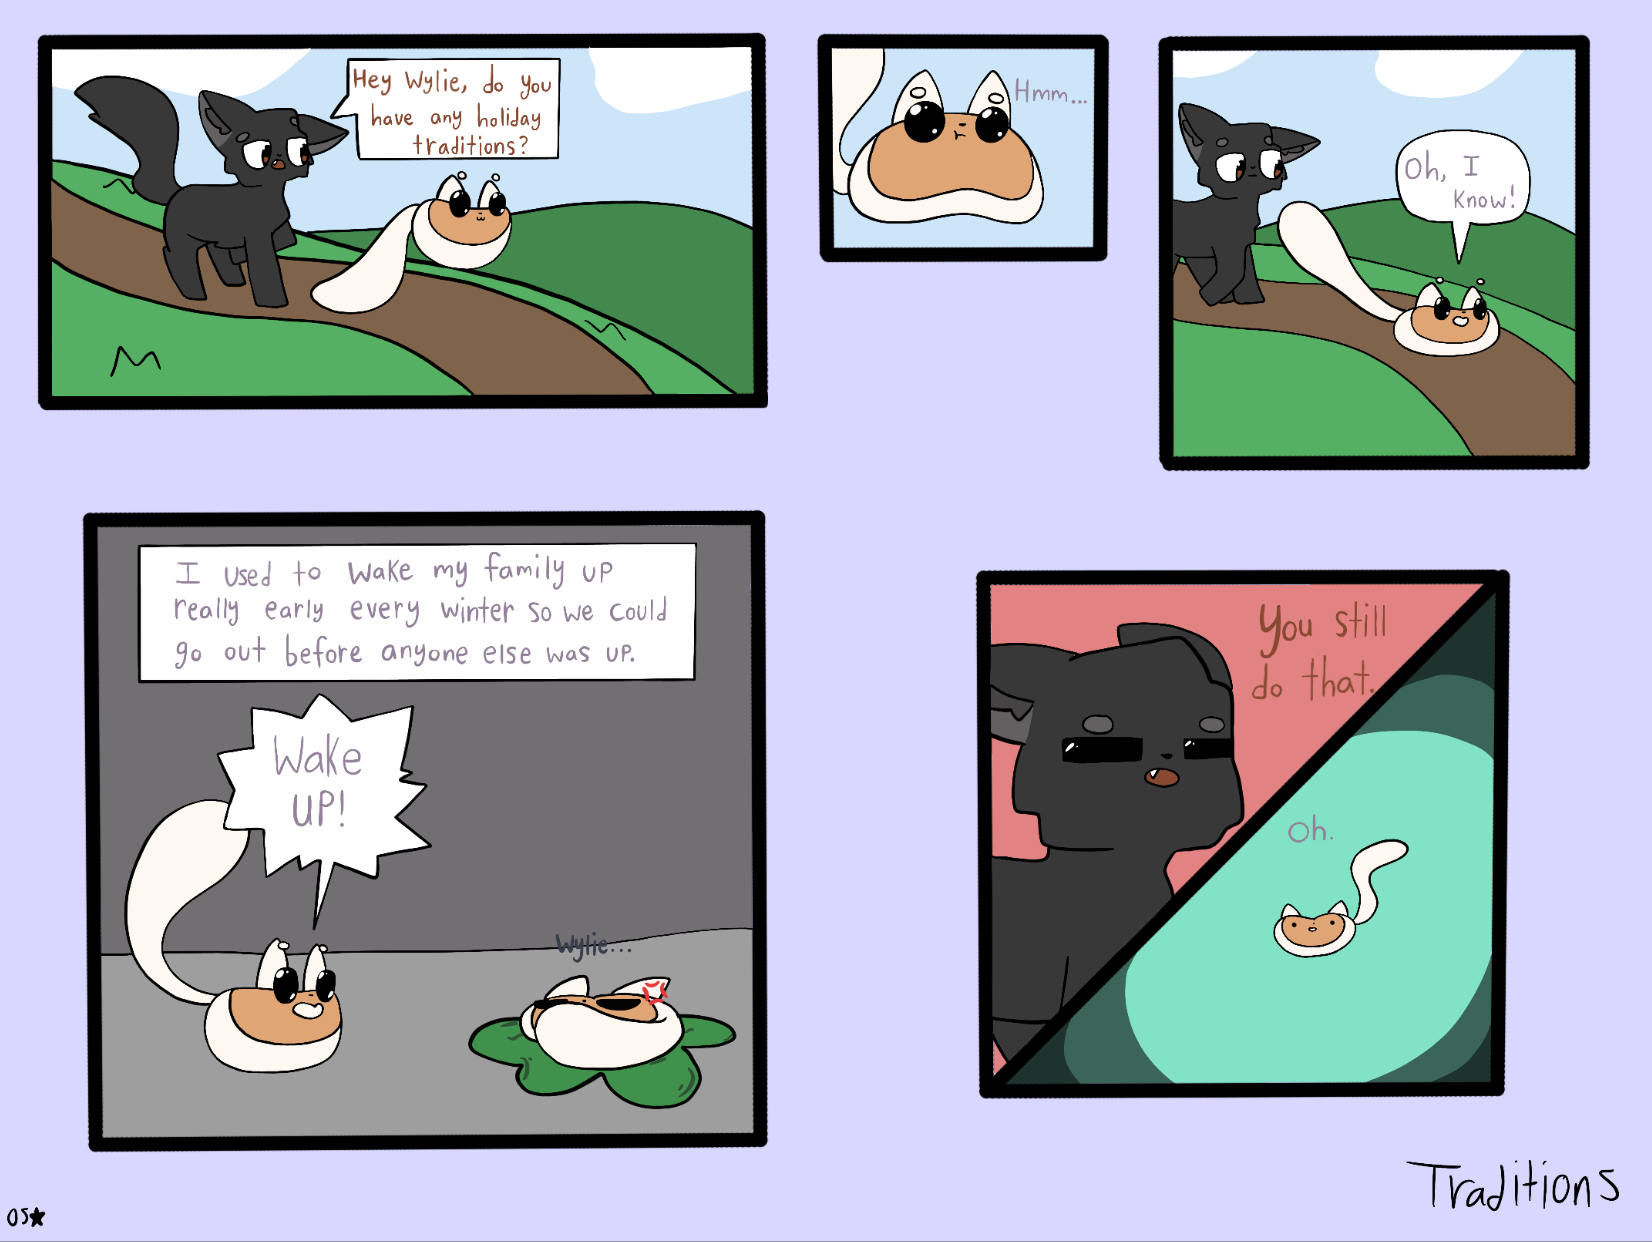 Hey Wylie, do you
have any holiday
traditions?
Hmm...
Oh, I
know!
I used to wake my family up
really early every winter so we could
go out before anyone else was up.
Wake
UP!
Wylie...
You still
do that.
Oh.
Traditions
OS★